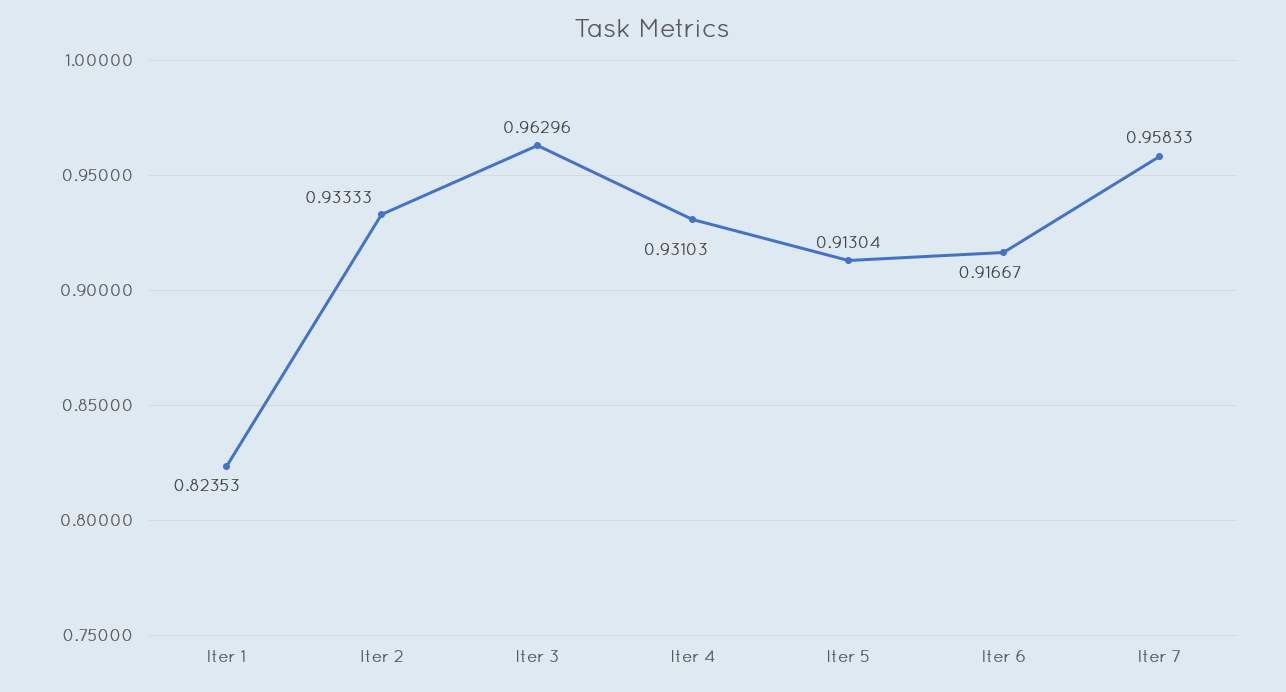 Task Metrics
1.00000
0.95000
0.90000
0.85000
0.80000
0.75000
0.82353
0.93333
0.96296
0.93103
0.91304
0.91667
0.95833
Iter 1
Iter 2
Iter 3
Iter 4
Iter 5
Iter 6
Iter 7